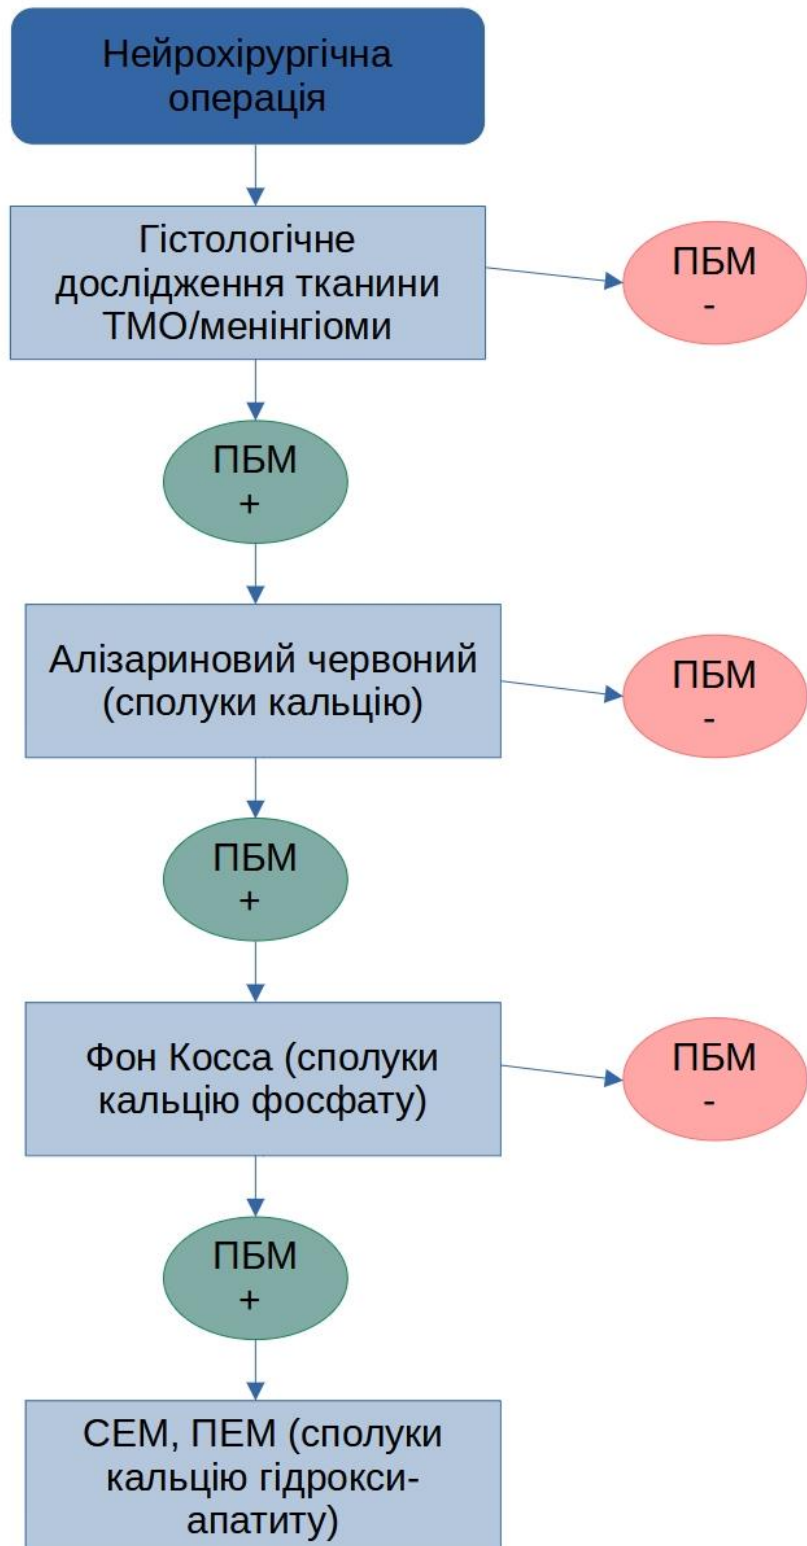 Нейрохірургічна
операція
Гістологічне
дослідження тканини
ТМО/менінгіоми
ПБМ
-
ПБМ
+
Алізариновий червоний
(сполуки кальцію)
ПБМ
-
ПБМ
+
Фон Косса (сполуки
кальцію фосфату)
ПБМ
-
ПБМ
+
СЕМ, ПЕМ (сполуки
кальцію гідрокси-
апатиту)